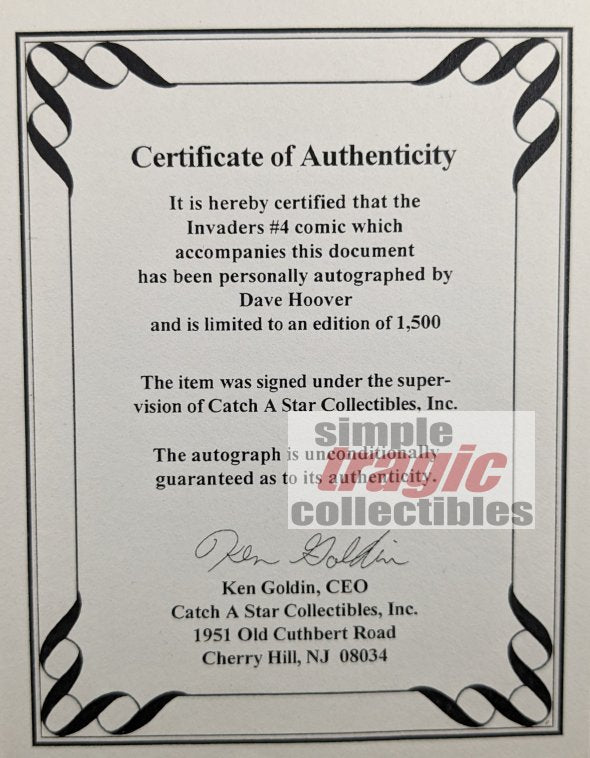 Certificate of Authenticity
It is hereby certified that the
Invaders #4 comic which
accompanies this document
has been personally autographed by
Dave Hoover
and is limited to an edition of 1,500
The item was signed under the super-
vision of Catch A Star Collectibles, Inc.
The autograph is unconditionally
guaranteed as to its authenticity.
simple
tragic
collectibles
Ken Goldin
Ken Goldin, CEO
Catch A Star Collectibles, Inc.
1951 Old Cuthbert Road
Cherry Hill, NJ 08034